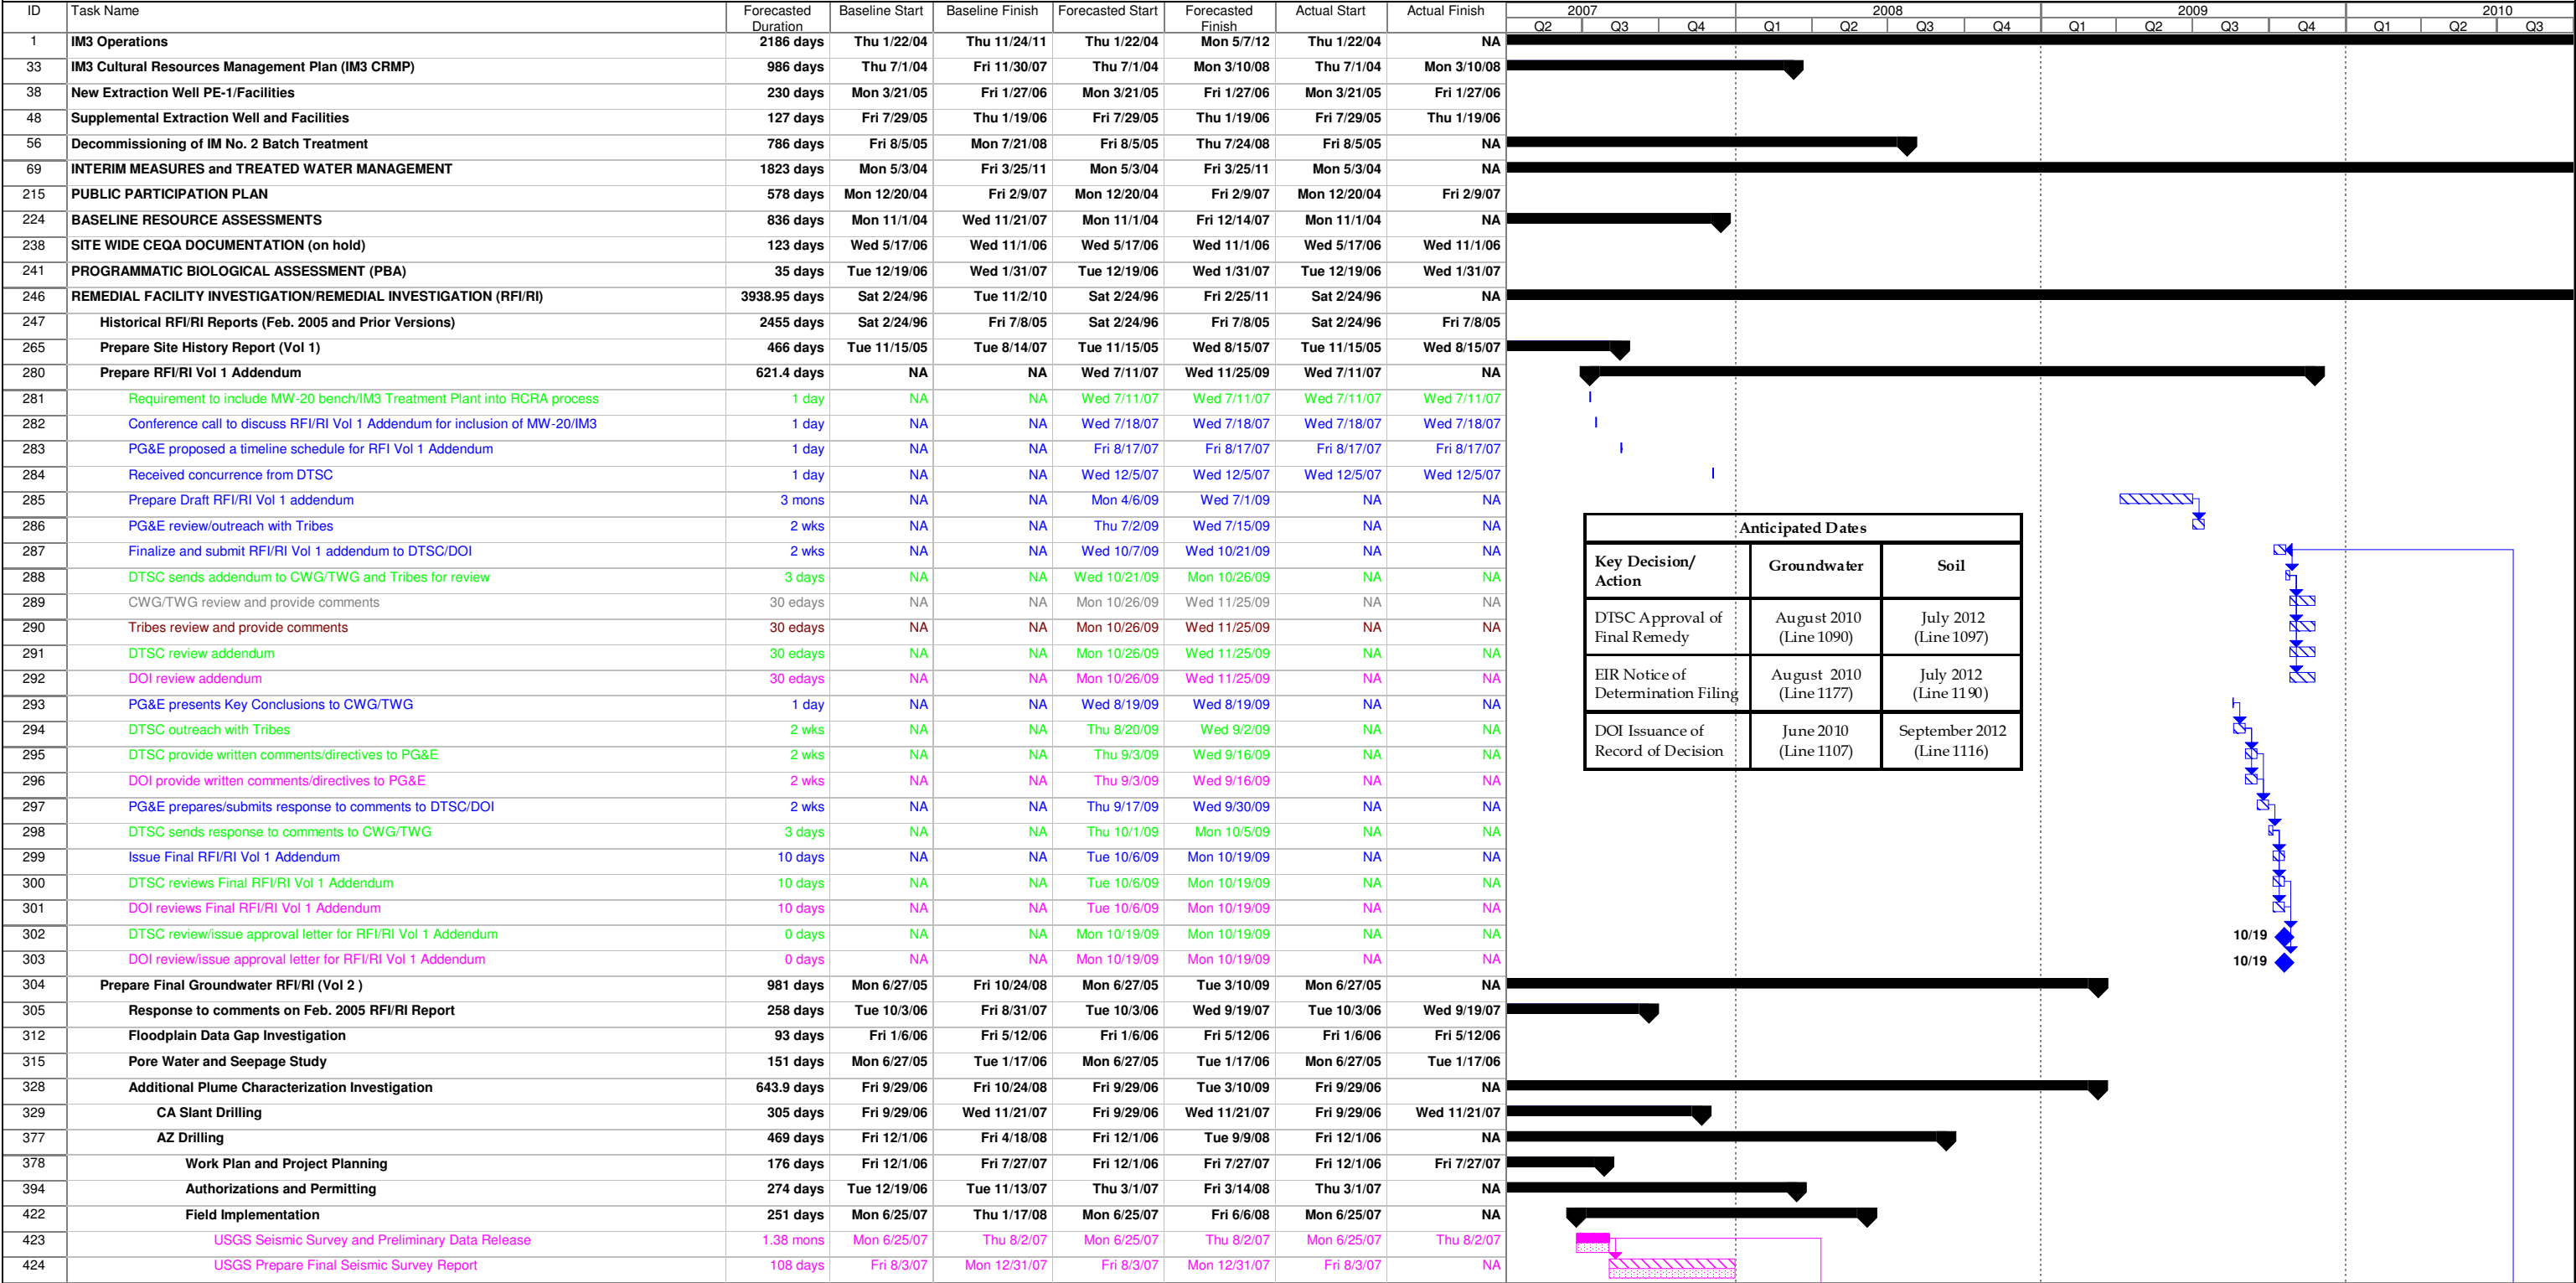 ID Task Name Forecasted Duration Baseline Start Baseline Finish Forecasted Start Forecasted Finish Actual Start Actual Finish 2007 2008 2009 2010
Q2 Q3 Q4 Q1 Q2 Q3 Q4 Q1 Q2 Q3 Q4 Q1 Q2 Q3
1 IM3 Operations 2186 days Thu 1/22/04 Thu 11/24/11 Thu 1/22/04 Mon 5/7/12 Thu 1/22/04 NA
33 IM3 Cultural Resources Management Plan (IM3 CRMP) 986 days Thu 7/1/04 Fri 11/30/07 Thu 7/1/04 Mon 3/10/08 Thu 7/1/04 Mon 3/10/08
38 New Extraction Well PE-1/Facilities 230 days Mon 3/21/05 Fri 1/27/06 Mon 3/21/05 Fri 1/27/06 Mon 3/21/05 Fri 1/27/06
48 Supplemental Extraction Well and Facilities 127 days Fri 7/29/05 Thu 1/19/06 Fri 7/29/05 Thu 1/19/06 Fri 7/29/05 Thu 1/19/06
56 Decommissioning of IM No. 2 Batch Treatment 786 days Fri 8/5/05 Mon 7/21/08 Fri 8/5/05 Thu 7/24/08 Fri 8/5/05 NA
69 INTERIM MEASURES and TREATED WATER MANAGEMENT 1823 days Mon 5/3/04 Fri 3/25/11 Mon 5/3/04 Fri 3/25/11 Mon 5/3/04 NA
215 PUBLIC PARTICIPATION PLAN 578 days Mon 12/20/04 Fri 2/9/07 Mon 12/20/04 Fri 2/9/07 Mon 12/20/04 Fri 2/9/07
224 BASELINE RESOURCE ASSESSMENTS 836 days Mon 11/1/04 Wed 11/21/07 Mon 11/1/04 Fri 12/14/07 Mon 11/1/04 NA
238 SITE WIDE CEQA DOCUMENTATION (on hold) 123 days Wed 5/17/06 Wed 11/1/06 Wed 5/17/06 Wed 11/1/06 Wed 5/17/06 Wed 11/1/06
241 PROGRAMMATIC BIOLOGICAL ASSESSMENT (PBA) 35 days Tue 12/19/06 Wed 1/31/07 Tue 12/19/06 Wed 1/31/07 Tue 12/19/06 Wed 1/31/07
246 REMEDIAL FACILITY INVESTIGATION/REMEDIAL INVESTIGATION (RFI/RI) 3938.95 days Sat 2/24/96 Tue 11/2/10 Sat 2/24/96 Fri 2/25/11 Sat 2/24/96 NA
247 Historical RFI/RI Reports (Feb. 2005 and Prior Versions) 2455 days Sat 2/24/96 Fri 7/8/05 Sat 2/24/96 Fri 7/8/05 Sat 2/24/96 Fri 7/8/05
265 Prepare Site History Report (Vol 1) 466 days Tue 11/15/05 Tue 8/14/07 Tue 11/15/05 Wed 8/15/07 Tue 11/15/05 Wed 8/15/07
280 Prepare RFI/RI Vol 1 Addendum 621.4 days NA NA Wed 7/11/07 Wed 11/25/09 Wed 7/11/07 NA
281 Requirement to include MW-20 bench/IM3 Treatment Plant into RCRA process 1 day NA NA Wed 7/11/07 Wed 7/11/07 Wed 7/11/07 Wed 7/11/07
282 Conference call to discuss RFI/RI Vol 1 Addendum for inclusion of MW-20/IM3 1 day NA NA Wed 7/18/07 Wed 7/18/07 Wed 7/18/07 Wed 7/18/07
283 PG&E proposed a timeline schedule for RFI Vol 1 Addendum 1 day NA NA Fri 8/17/07 Fri 8/17/07 Fri 8/17/07 Fri 8/17/07
284 Received concurrence from DTSC 1 day NA NA Wed 12/5/07 Wed 12/5/07 Wed 12/5/07 Wed 12/5/07
285 Prepare Draft RFI/RI Vol 1 addendum 3 mons NA NA Mon 4/6/09 Wed 7/1/09 NA NA
286 PG&E review/outreach with Tribes 2 wks NA NA Thu 7/2/09 Wed 7/15/09 NA NA
287 Finalize and submit RFI/RI Vol 1 addendum to DTSC/DOI 2 wks NA NA Wed 10/7/09 Wed 10/21/09 NA NA
288 DTSC sends addendum to CWG/TWG and Tribes for review 3 days NA NA Wed 10/21/09 Mon 10/26/09 NA NA
289 CWG/TWG review and provide comments 30 edays NA NA Mon 10/26/09 Wed 11/25/09 NA NA
290 Tribes review and provide comments 30 edays NA NA Mon 10/26/09 Wed 11/25/09 NA NA
291 DTSC review addendum 30 edays NA NA Mon 10/26/09 Wed 11/25/09 NA NA
292 DOI review addendum 30 edays NA NA Mon 10/26/09 Wed 11/25/09 NA NA
293 PG&E presents Key Conclusions to CWG/TWG 1 day NA NA Wed 8/19/09 Wed 8/19/09 NA NA
294 DTSC outreach with Tribes 2 wks NA NA Thu 8/20/09 Wed 9/2/09 NA NA
295 DTSC provide written comments/directives to PG&E 2 wks NA NA Thu 9/3/09 Wed 9/16/09 NA NA
296 DOI provide written comments/directives to PG&E 2 wks NA NA Thu 9/3/09 Wed 9/16/09 NA NA
297 PG&E prepares/submits response to comments to DTSC/DOI 2 wks NA NA Thu 9/17/09 Wed 9/30/09 NA NA
298 DTSC sends response to comments to CWG/TWG 3 days NA NA Thu 10/1/09 Mon 10/5/09 NA NA
299 Issue Final RFI/RI Vol 1 Addendum 10 days NA NA Tue 10/6/09 Mon 10/19/09 NA NA
300 DTSC reviews Final RFI/RI Vol 1 Addendum 10 days NA NA Tue 10/6/09 Mon 10/19/09 NA NA
301 DOI reviews Final RFI/RI Vol 1 Addendum 10 days NA NA Tue 10/6/09 Mon 10/19/09 NA NA
302 DTSC review/issue approval letter for RFI/RI Vol 1 Addendum 0 days NA NA Mon 10/19/09 Mon 10/19/09 NA NA 10/19
303 DOI review/issue approval letter for RFI/RI Vol 1 Addendum 0 days NA NA Mon 10/19/09 Mon 10/19/09 NA NA 10/19
304 Prepare Final Groundwater RFI/RI (Vol 2 ) 981 days Mon 6/27/05 Fri 10/24/08 Mon 6/27/05 Tue 3/10/09 Mon 6/27/05 NA
305 Response to comments on Feb. 2005 RFI/RI Report 258 days Tue 10/3/06 Fri 8/31/07 Tue 10/3/06 Wed 9/19/07 Tue 10/3/06 Wed 9/19/07
312 Floodplain Data Gap Investigation 93 days Fri 1/6/06 Fri 5/12/06 Fri 1/6/06 Fri 5/12/06 Fri 1/6/06 Fri 5/12/06
315 Pore Water and Seepage Study 151 days Mon 6/27/05 Tue 1/17/06 Mon 6/27/05 Tue 1/17/06 Mon 6/27/05 Tue 1/17/06
328 Additional Plume Characterization Investigation 643.9 days Fri 9/29/06 Fri 10/24/08 Fri 9/29/06 Tue 3/10/09 Fri 9/29/06 NA
329 CA Slant Drilling 305 days Fri 9/29/06 Wed 11/21/07 Fri 9/29/06 Wed 11/21/07 Fri 9/29/06 Wed 11/21/07
377 AZ Drilling 469 days Fri 12/1/06 Fri 4/18/08 Fri 12/1/06 Tue 9/9/08 Fri 12/1/06 NA
378 Work Plan and Project Planning 176 days Fri 12/1/06 Fri 7/27/07 Fri 12/1/06 Fri 7/27/07 Fri 12/1/06 Fri 7/27/07
394 Authorizations and Permitting 274 days Tue 12/19/06 Tue 11/13/07 Thu 3/1/07 Fri 3/14/08 Thu 3/1/07 NA
422 Field Implementation 251 days Mon 6/25/07 Thu 1/17/08 Mon 6/25/07 Fri 6/6/08 Mon 6/25/07 NA
423 USGS Seismic Survey and Preliminary Data Release 1.38 mons Mon 6/25/07 Thu 8/2/07 Mon 6/25/07 Thu 8/2/07 Mon 6/25/07 Thu 8/2/07
424 USGS Prepare Final Seismic Survey Report 108 days Fri 8/3/07 Mon 12/31/07 Fri 8/3/07 Mon 12/31/07 Fri 8/3/07 NA
Anticipated Dates
Key Decision/ Action Groundwater Soil
DTSC Approval of Final Remedy August 2010 (Line 1090) July 2012 (Line 1097)
EIR Notice of Determination Filing August 2010 (Line 1177) July 2012 (Line 1190)
DOI Issuance of Record of Decision June 2010 (Line 1107) September 2012 (Line 1116)